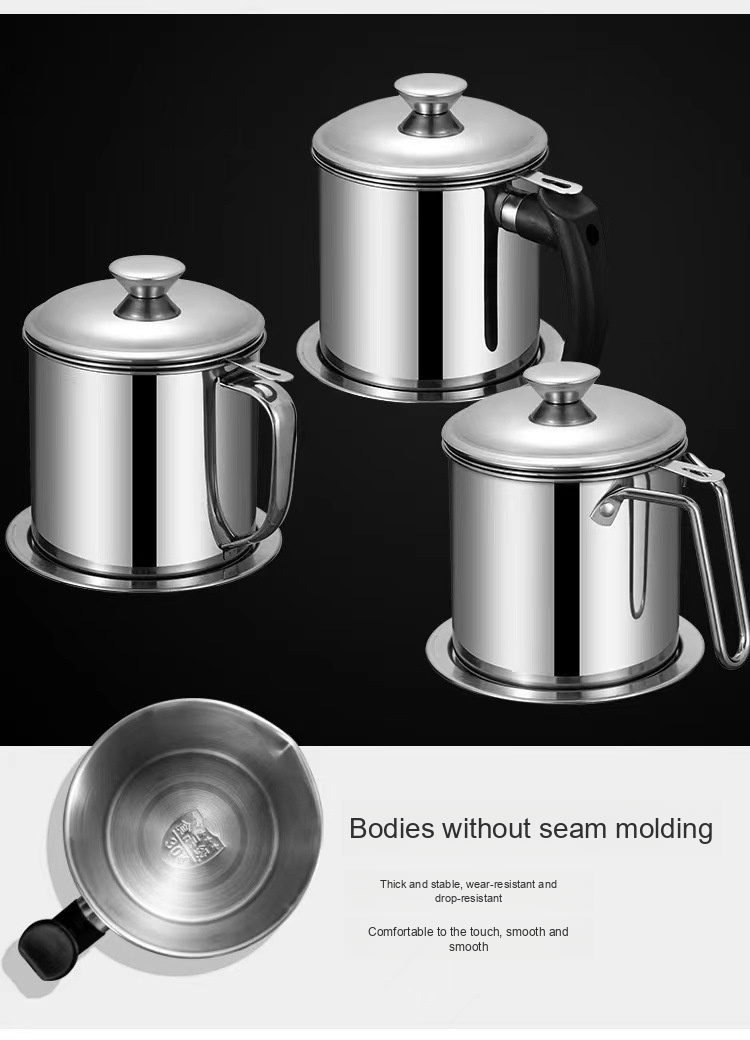 Bodies without seam molding
Thick and stable, wear-resistant and
drop-resistant
Comfortable to the touch, smooth and
smooth